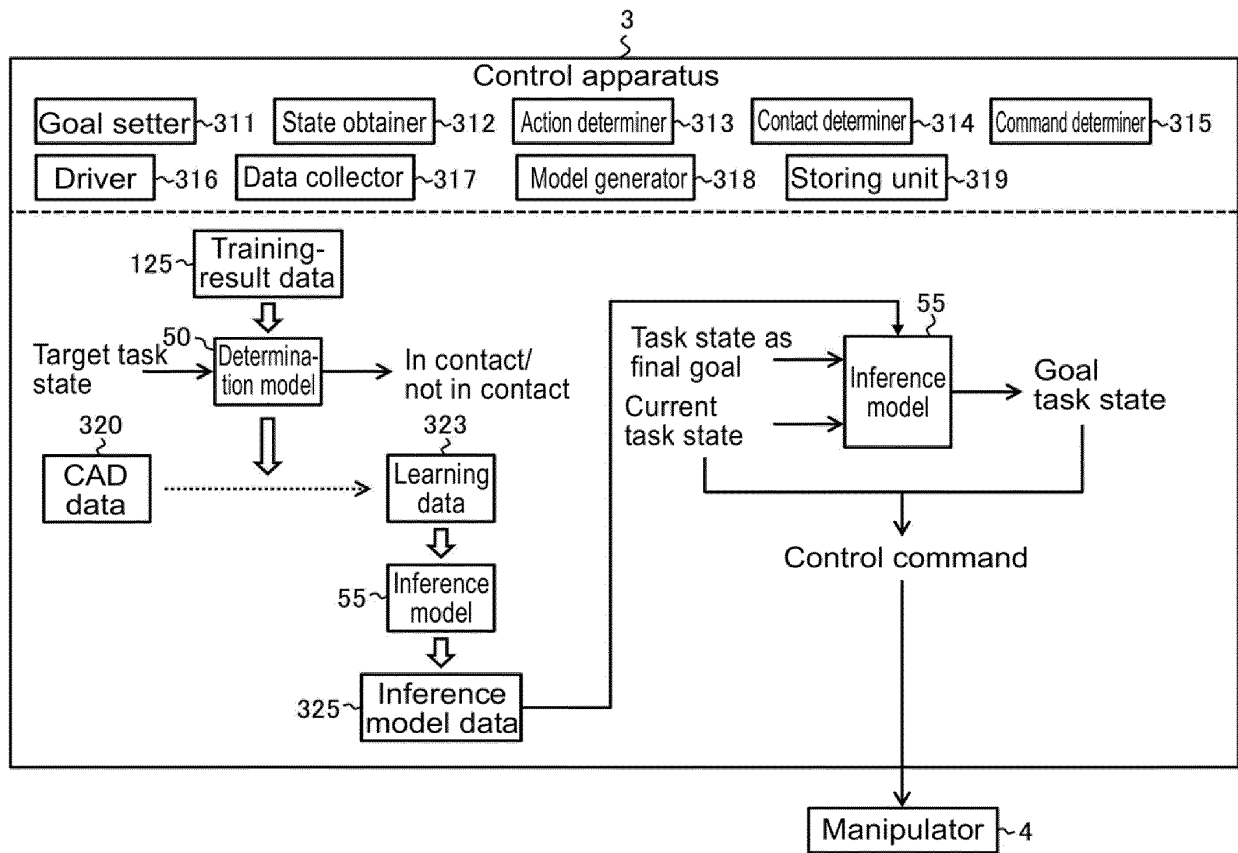 3
Control apparatus
Goal setter 311
State obtainer 312
Action determiner 313
Contact determiner 314
Command determiner 315
Driver 316
Data collector 317
Model generator 318
Storing unit 319
125
Training-
result data
50
Target task
state
Determina-
tion model
In contact/
not in contact
320
CAD
data
323
Learning
data
55
Inference
model
325
Inference
model data
55
Task state as
final goal
Current
task state
Inference
model
Goal
task state
Control command
Manipulator 4